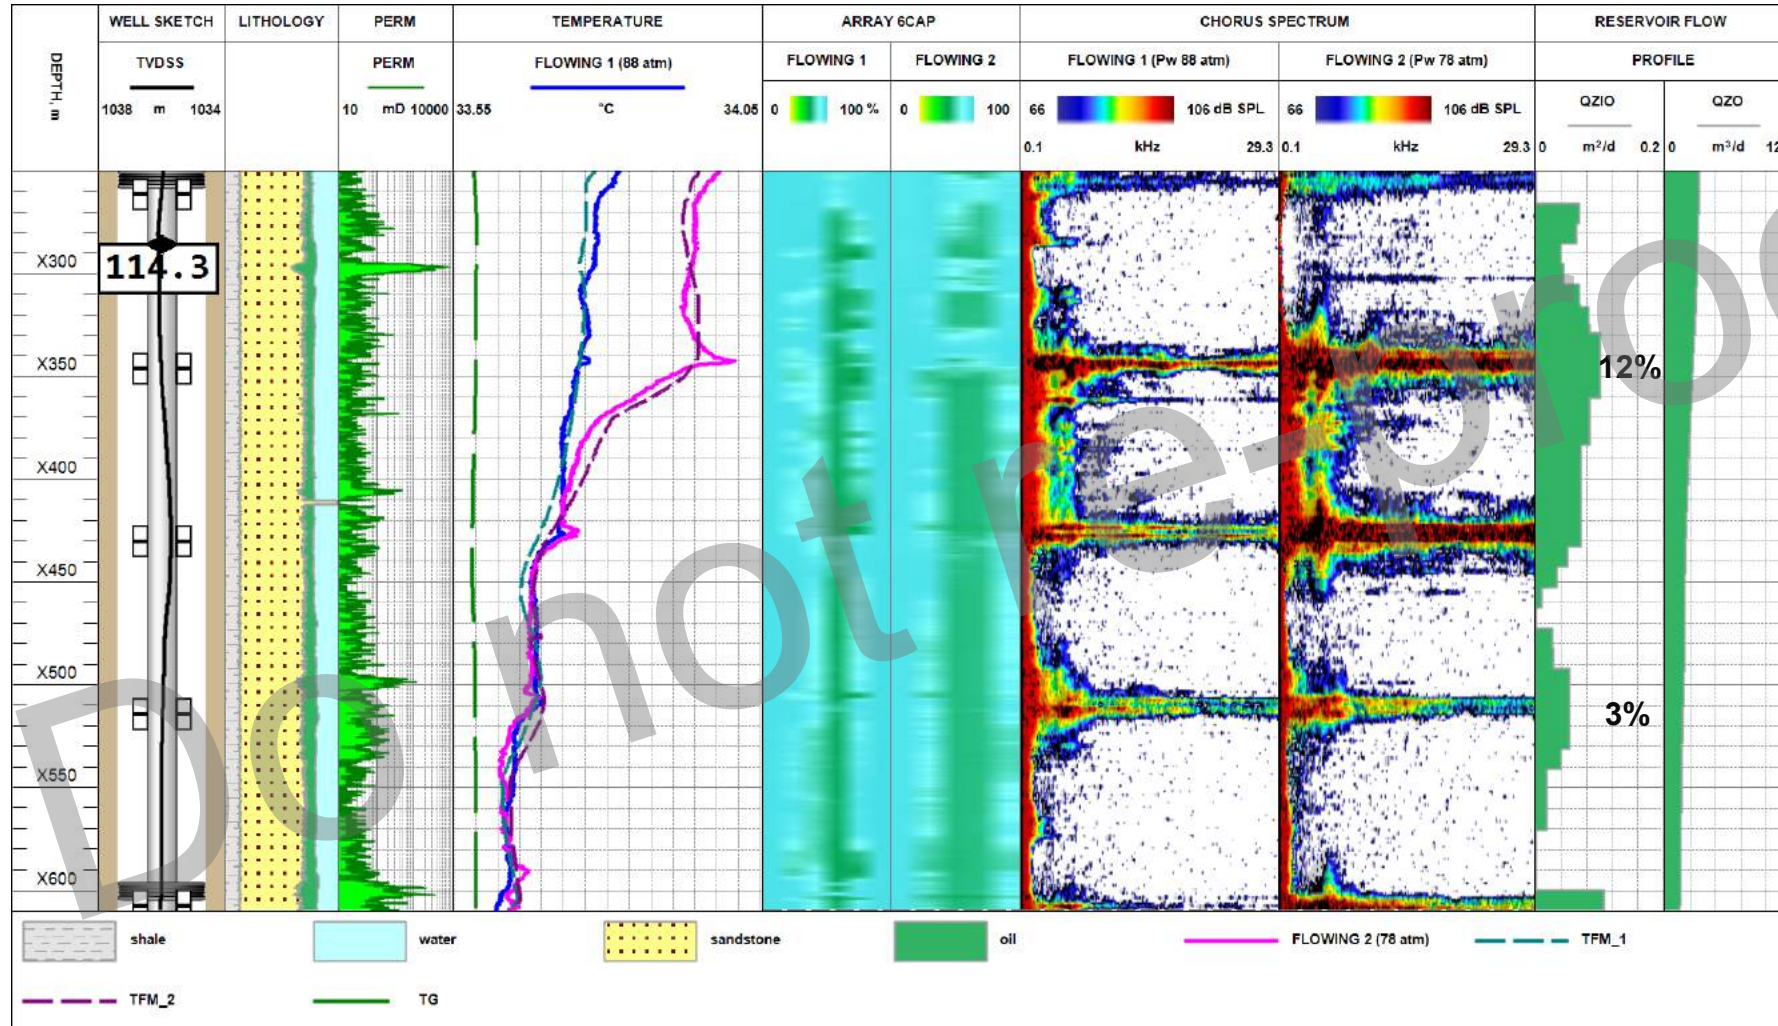 WELL SKETCH LITHOLOGY PERM TEMPERATURE ARRAY 6CAP CHORUS SPECTRUM RESERVOIR FLOW
DEPTH, m
TVDSS PERM FLOWING 1 (88 atm) FLOWING 1 FLOWING 2 FLOWING 1 (Pw 88 atm) FLOWING 2 (Pw 78 atm) PROFILE
QZIO QZO
1038 m 1034 10 mD 10000 33.55 °C 34.05 0 100 % 0 100 66 106 dB SPL 66 106 dB SPL
0.1 kHz 29.3 0.1 kHz 29.3 0 m²/d 0.2 0 m³/d 12
X300
114.3
X350
12%
X400
X450
X500
3%
X550
X600
Do not re-pro
shale water sandstone oil FLOWING 2 (78 atm) TFM_1
TFM_2 TG